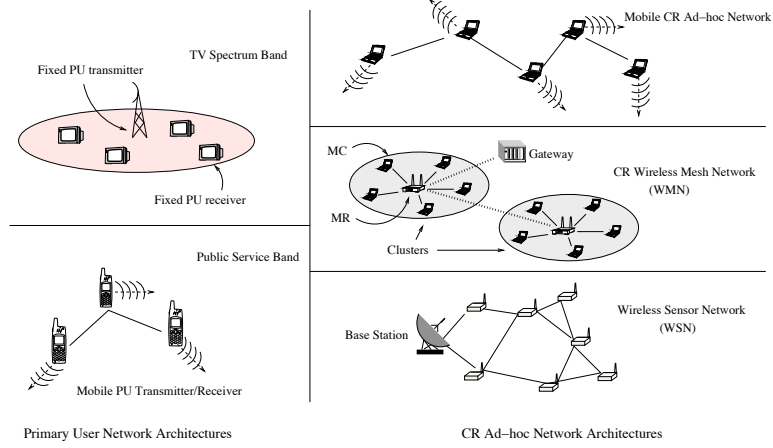 TV Spectrum Band
Fixed PU transmitter
Fixed PU receiver
Public Service Band
Mobile PU Transmitter/Receiver
Primary User Network Architectures
Mobile CR Ad−hoc Network
MC
Gateway
CR Wireless Mesh Network
(WMN)
MR
Clusters
Wireless Sensor Network
(WSN)
Base Station
CR Ad−hoc Network Architectures